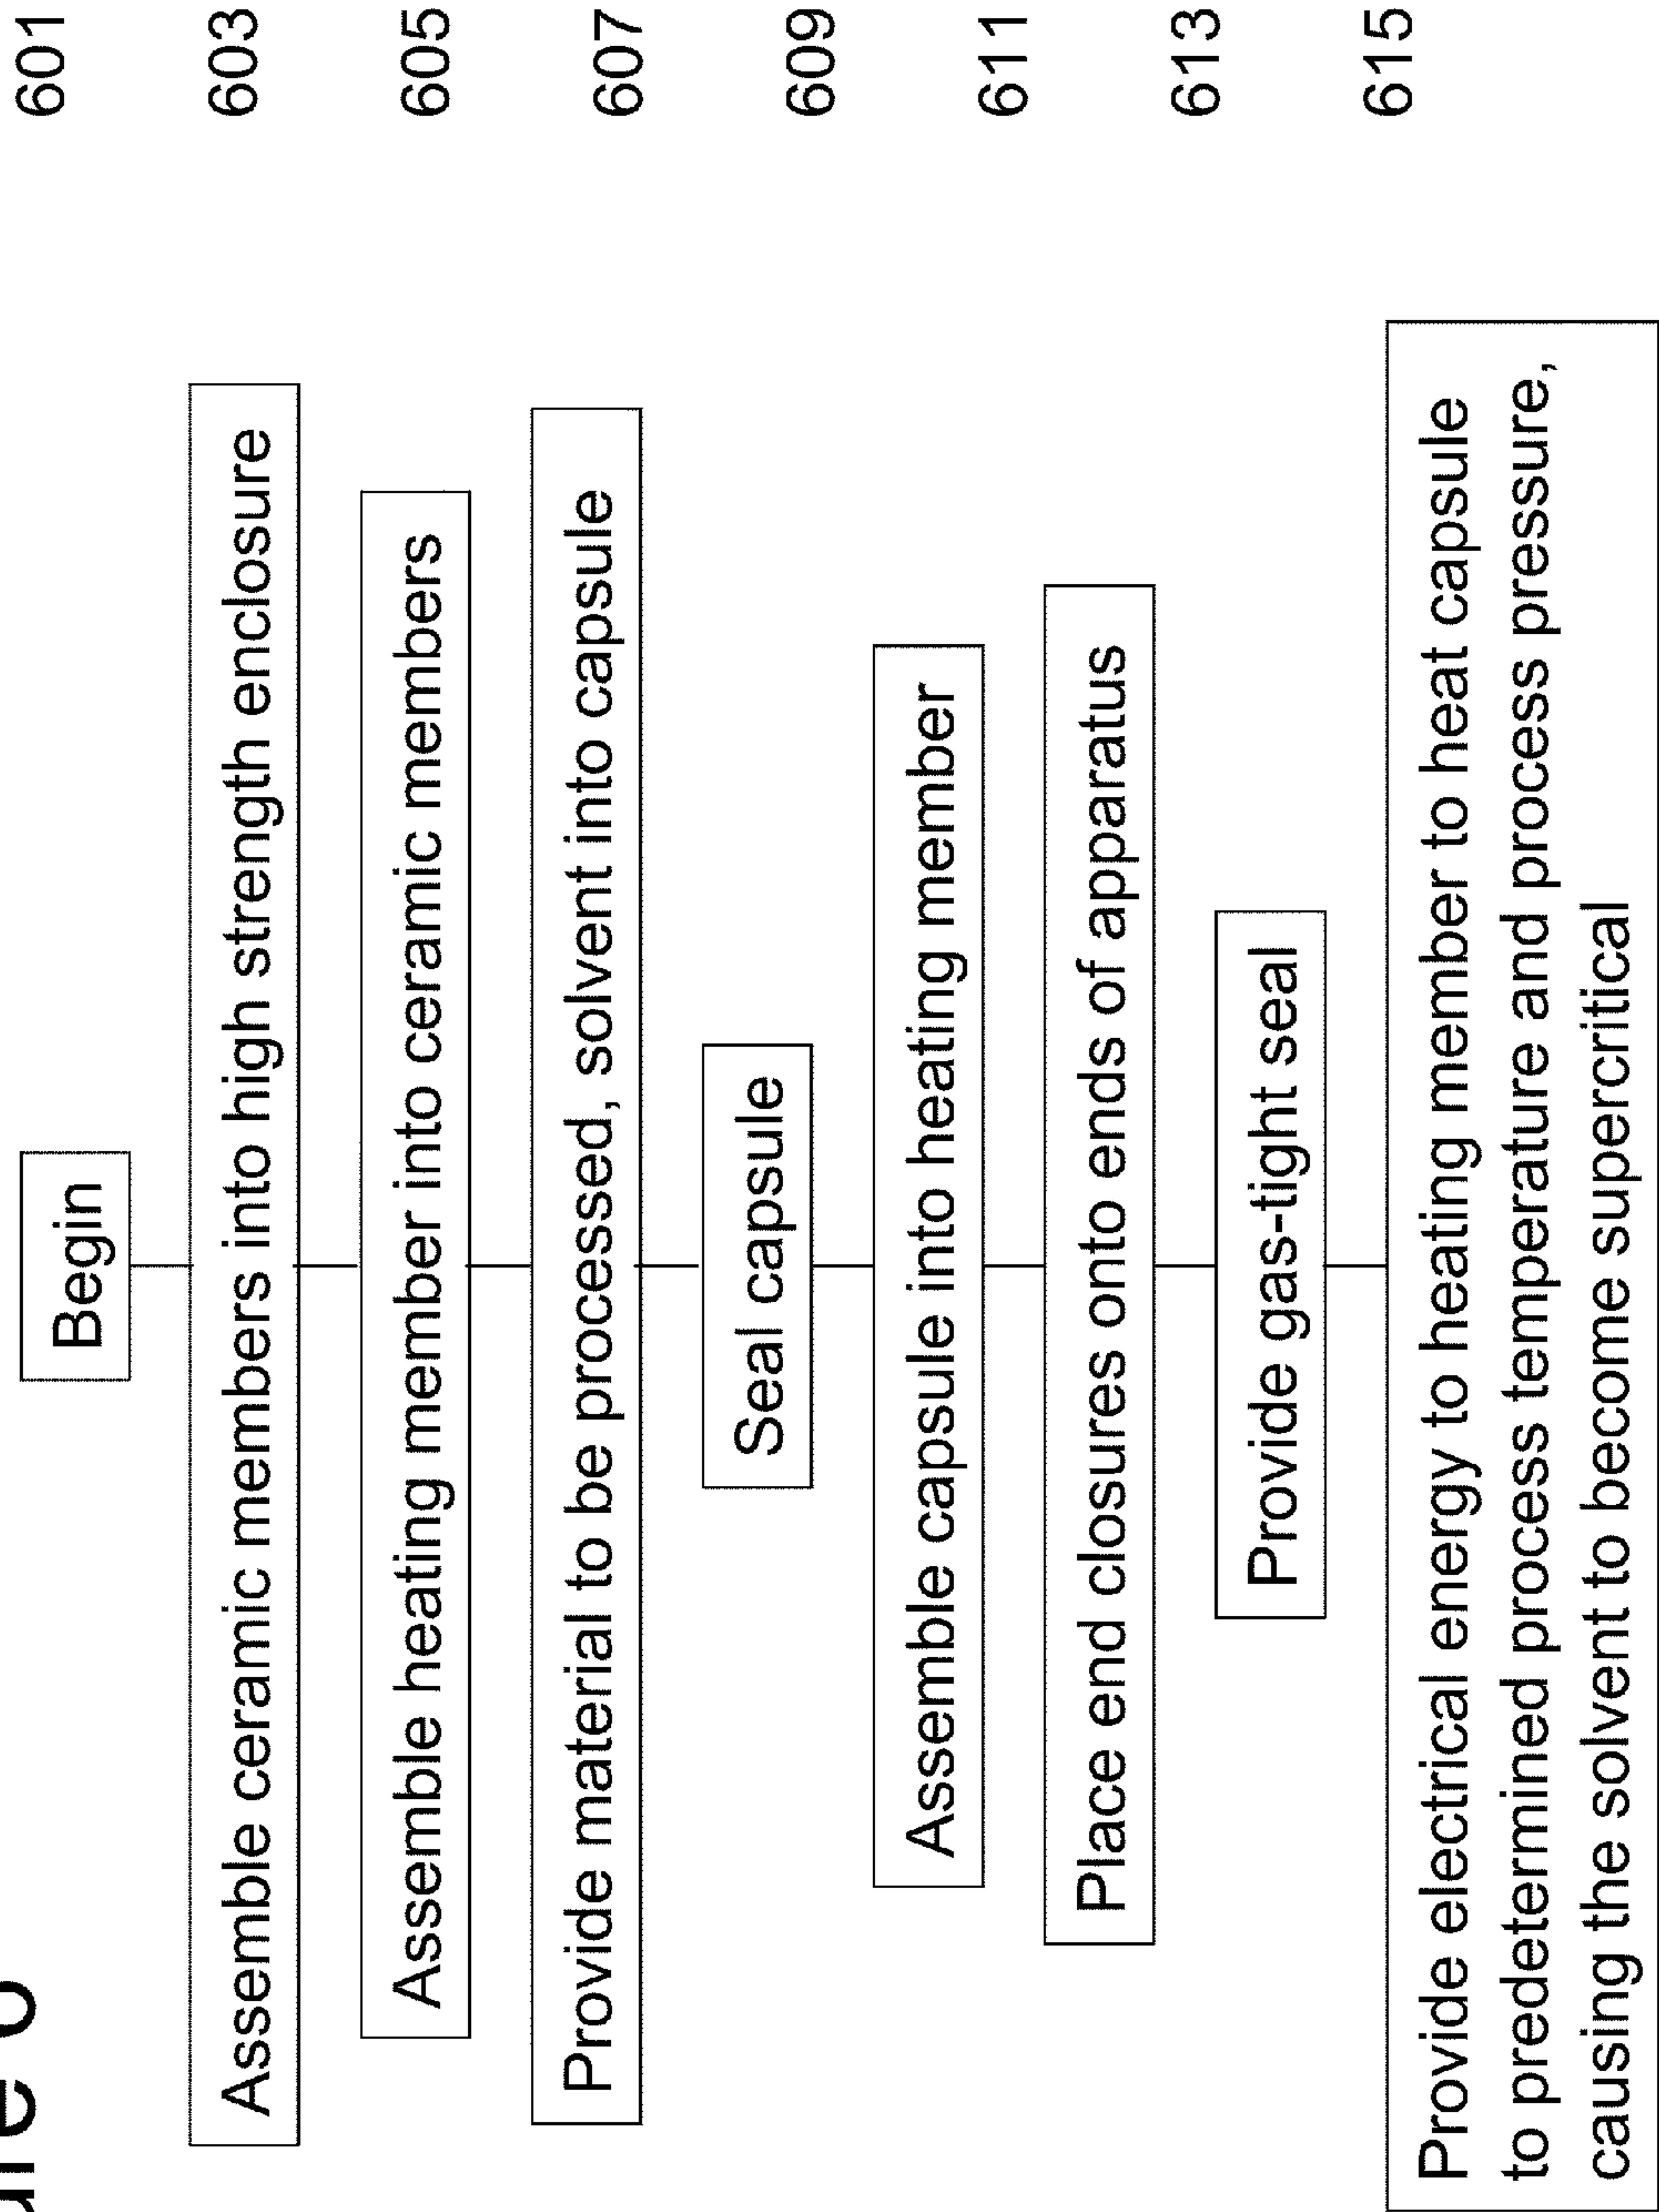 Begin
601
Assemble ceramic members into high strength enclosure
603
Assemble heating member into ceramic members
605
Provide material to be processed, solvent into capsule
607
Seal capsule
609
Assemble capsule into heating member
611
Place end closures onto ends of apparatus
613
Provide gas-tight seal
615
Provide electrical energy to heating member to heat capsule
to predetermined process temperature and process pressure,
causing the solvent to become supercritical